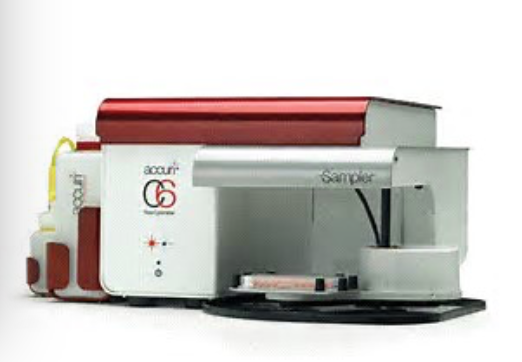 accuri
accuri
C6
Flow Cytometer
Sampler